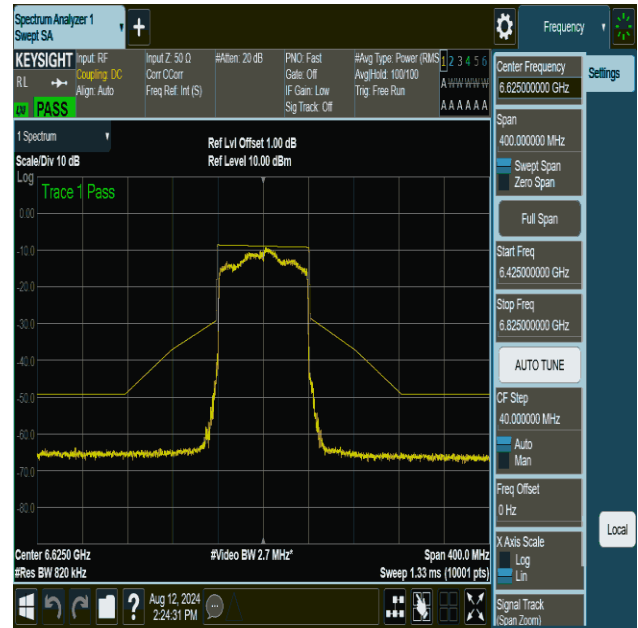 Spectrum Analyzer 1
Swept SA
+
Frequency
KEYSIGHT
RL
PASS
Input: RF
Coupling: DC
Align: Auto
Input Z: 50 Ω
Corr CCorr
Freq Ref: Int (S)
#Atten: 20 dB
PNO: Fast
Gate: Off
IF Gain: Low
Sig Track: Off
#Avg Type: Power (RMS
Avg|Hold: 100/100
Trig: Free Run
1 2 3 4 5 6
A W W W W W
A A A A A A
1 Spectrum
Scale/Div 10 dB
Ref Lvl Offset 1.00 dB
Ref Level 10.00 dBm
Log
Trace 1 Pass
0.00
-10.0
-20.0
-30.0
-40.0
-50.0
-60.0
-70.0
-80.0
Center 6.6250 GHz
#Res BW 820 kHz
#Video BW 2.7 MHz*
Span 400.0 MHz
Sweep 1.33 ms (10001 pts)
?
Aug 12, 2024
2:24:31 PM
Center Frequency
6.625000000 GHz
Settings
Span
400.000000 MHz
Swept Span
Zero Span
Full Span
Start Freq
6.425000000 GHz
Stop Freq
6.825000000 GHz
AUTO TUNE
CF Step
40.000000 MHz
Auto
Man
Freq Offset
0 Hz
X Axis Scale
Log
Lin
Local
Signal Track
(Span Zoom)